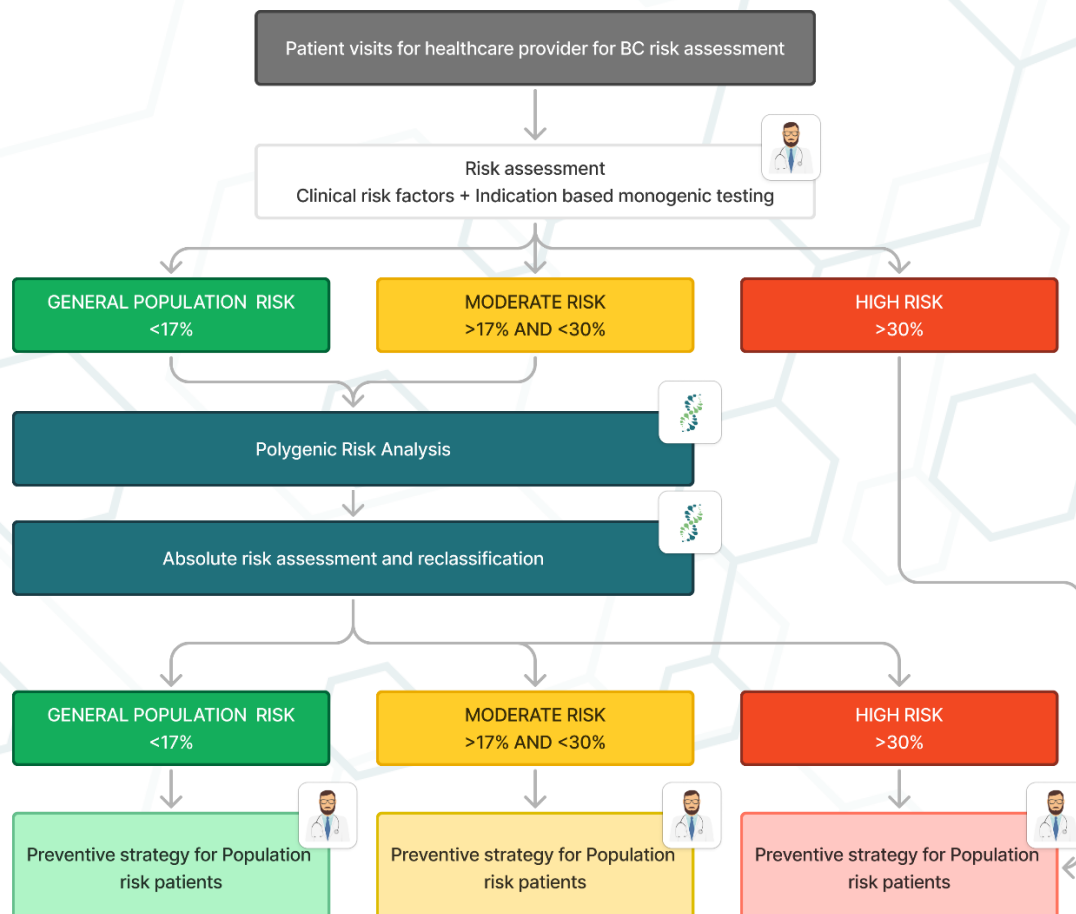 Patient visits for healthcare provider for BC risk assessment
Risk assessment
Clinical risk factors + Indication based monogenic testing
GENERAL POPULATION RISK
<17%
MODERATE RISK
>17% AND <30%
HIGH RISK
>30%
Polygenic Risk Analysis
Absolute risk assessment and reclassification
GENERAL POPULATION RISK
<17%
MODERATE RISK
>17% AND <30%
HIGH RISK
>30%
Preventive strategy for Population
risk patients
Preventive strategy for Population
risk patients
Preventive strategy for Population
risk patients